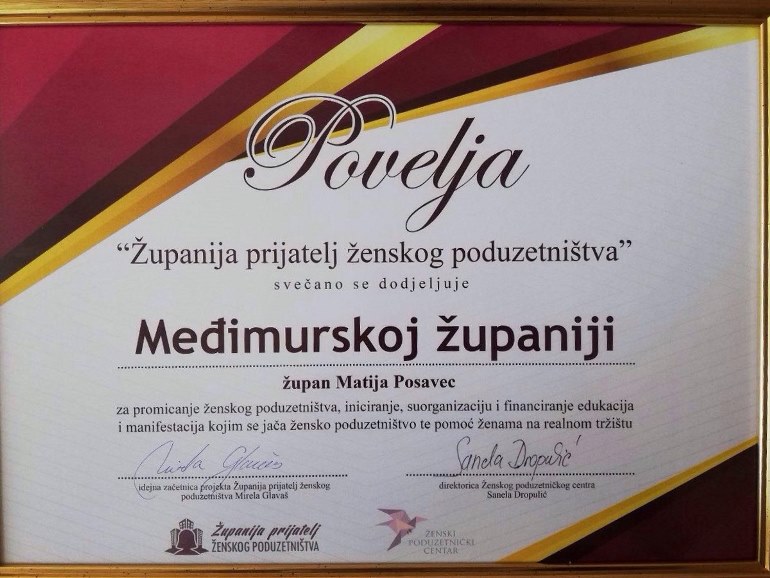 Povelja
“Županija prijatelj ženskog poduzetništva”
svečano se dodjeljuje
Međimurskoj županiji
župan Matija Posavec
za promicanje ženskog poduzetništva, iniciranje, suorganizaciju i financiranje edukacija
i manifestacija kojim se jača žensko poduzetništvo te pomoć ženama na realnom tržištu
Mirela Glavaš
Sanela Dropulić
idejna začetnica projekta Županija prijatelj ženskog
poduzetništva Mirela Glavaš
direktorica Ženskog poduzetničkog centra
Sanela Dropulić
Županija prijatelj
ŽENSKOG PODUZETNIŠTVA
ŽENSKI
PODUZETNIČKI
CENTAR